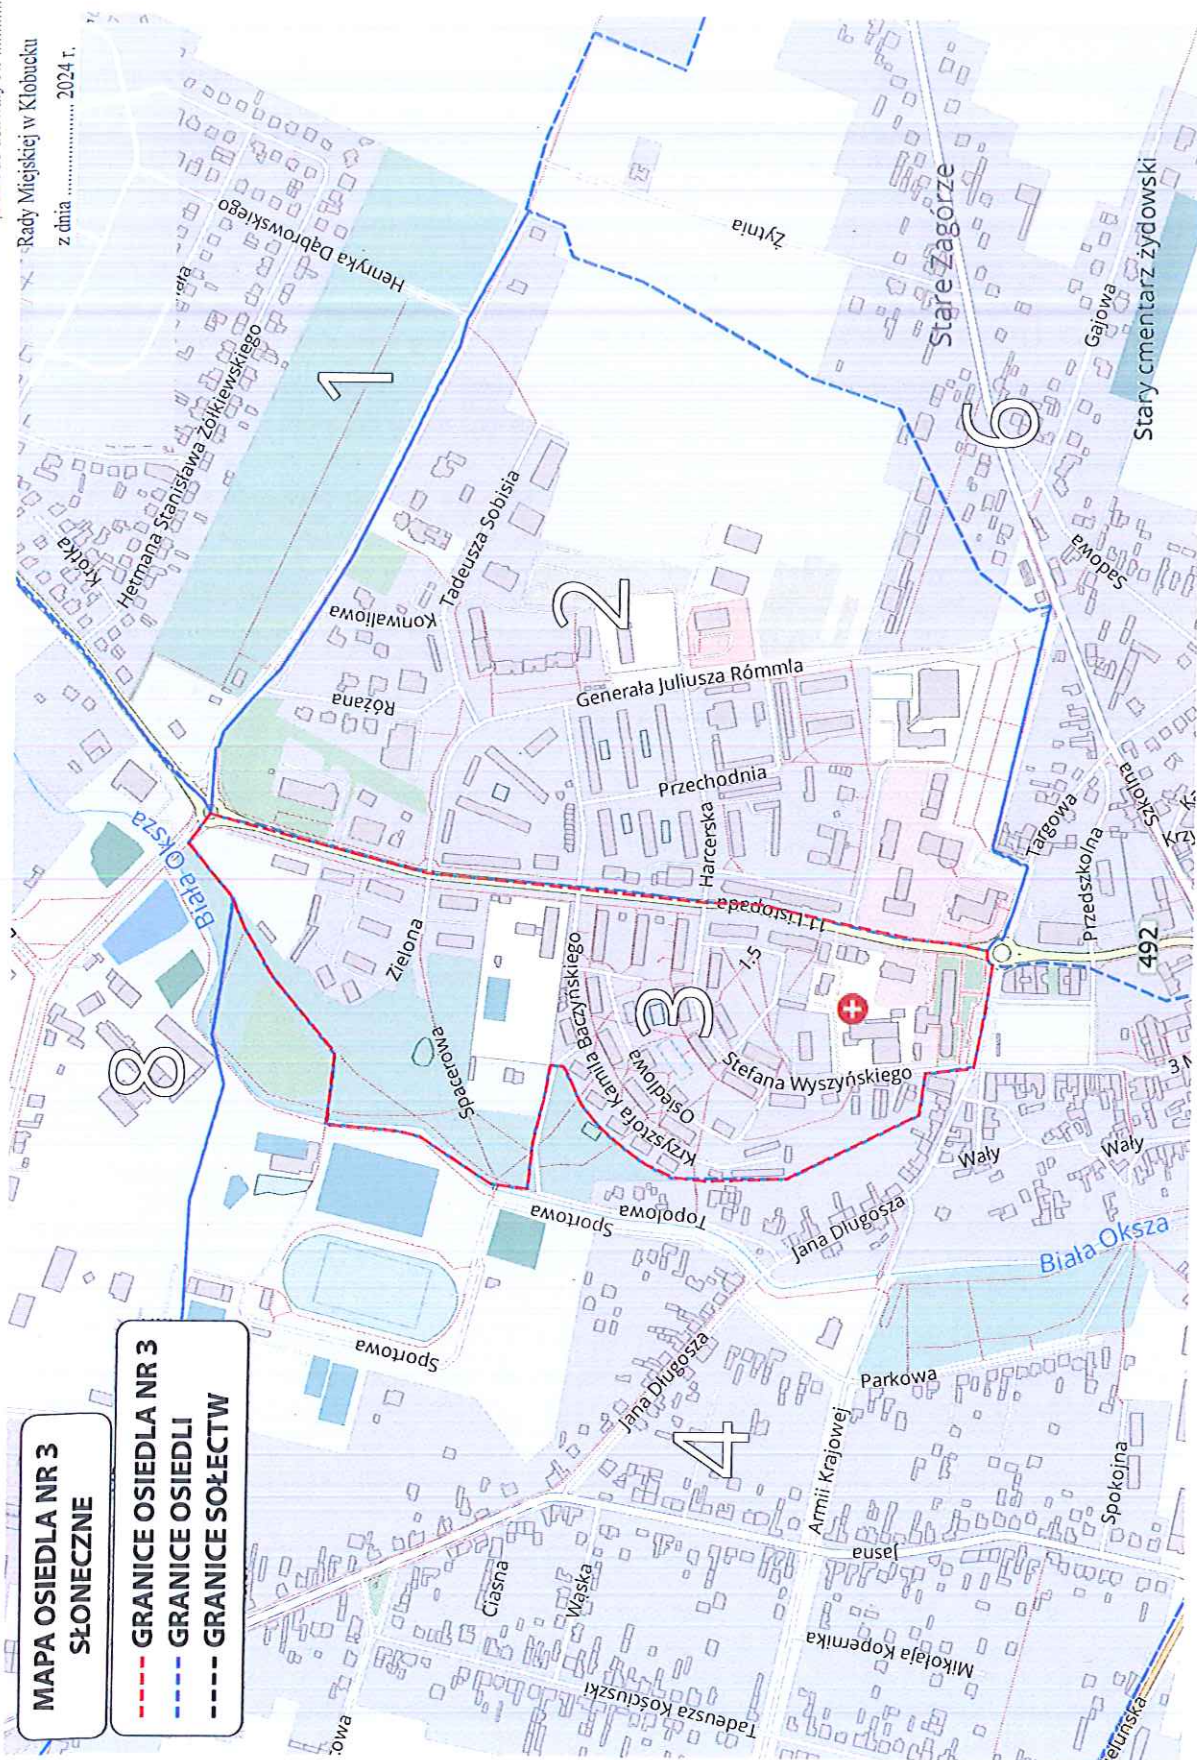 Rady Miejskiej w Kłobucku
z dnia .................... 2024 r.
MAPA OSIEDLA NR 3
SŁONECZNE
GRANICE OSIEDLA NR 3
GRANICE OSIEDLI
GRANICE SOŁECTW
Krótka
Hetmana Stanisława Żółkiewskiego
Henryka Dąbrowskiego
1
Żytnia
Stare Zagórze
Gajowa
Stary cmentarz żydowski
6
Sadowa
Biała Oksza
Konwaliowa
Tadeusza Sobisia
Różana
2
Generała Juliusza Rómmla
Przechodnia
Harcerska
11 Listopada
Targowa
Szkolna
Przedszkolna
492
Zielona
8
Spacerowa
Krzysztofa Kamila Baczyńskiego
Osiedlowa
3
1.5
Stefana Wyszyńskiego
Wały
Wały
Sportowa
Topolowa
Jana Długosza
Biała Oksza
Sportowa
Jana Długosza
4
Parkowa
Armii Krajowej
Spokojna
Jasna
Ciasna
Wąska
Tadeusza Kościuszki
Mikołaja Kopernika